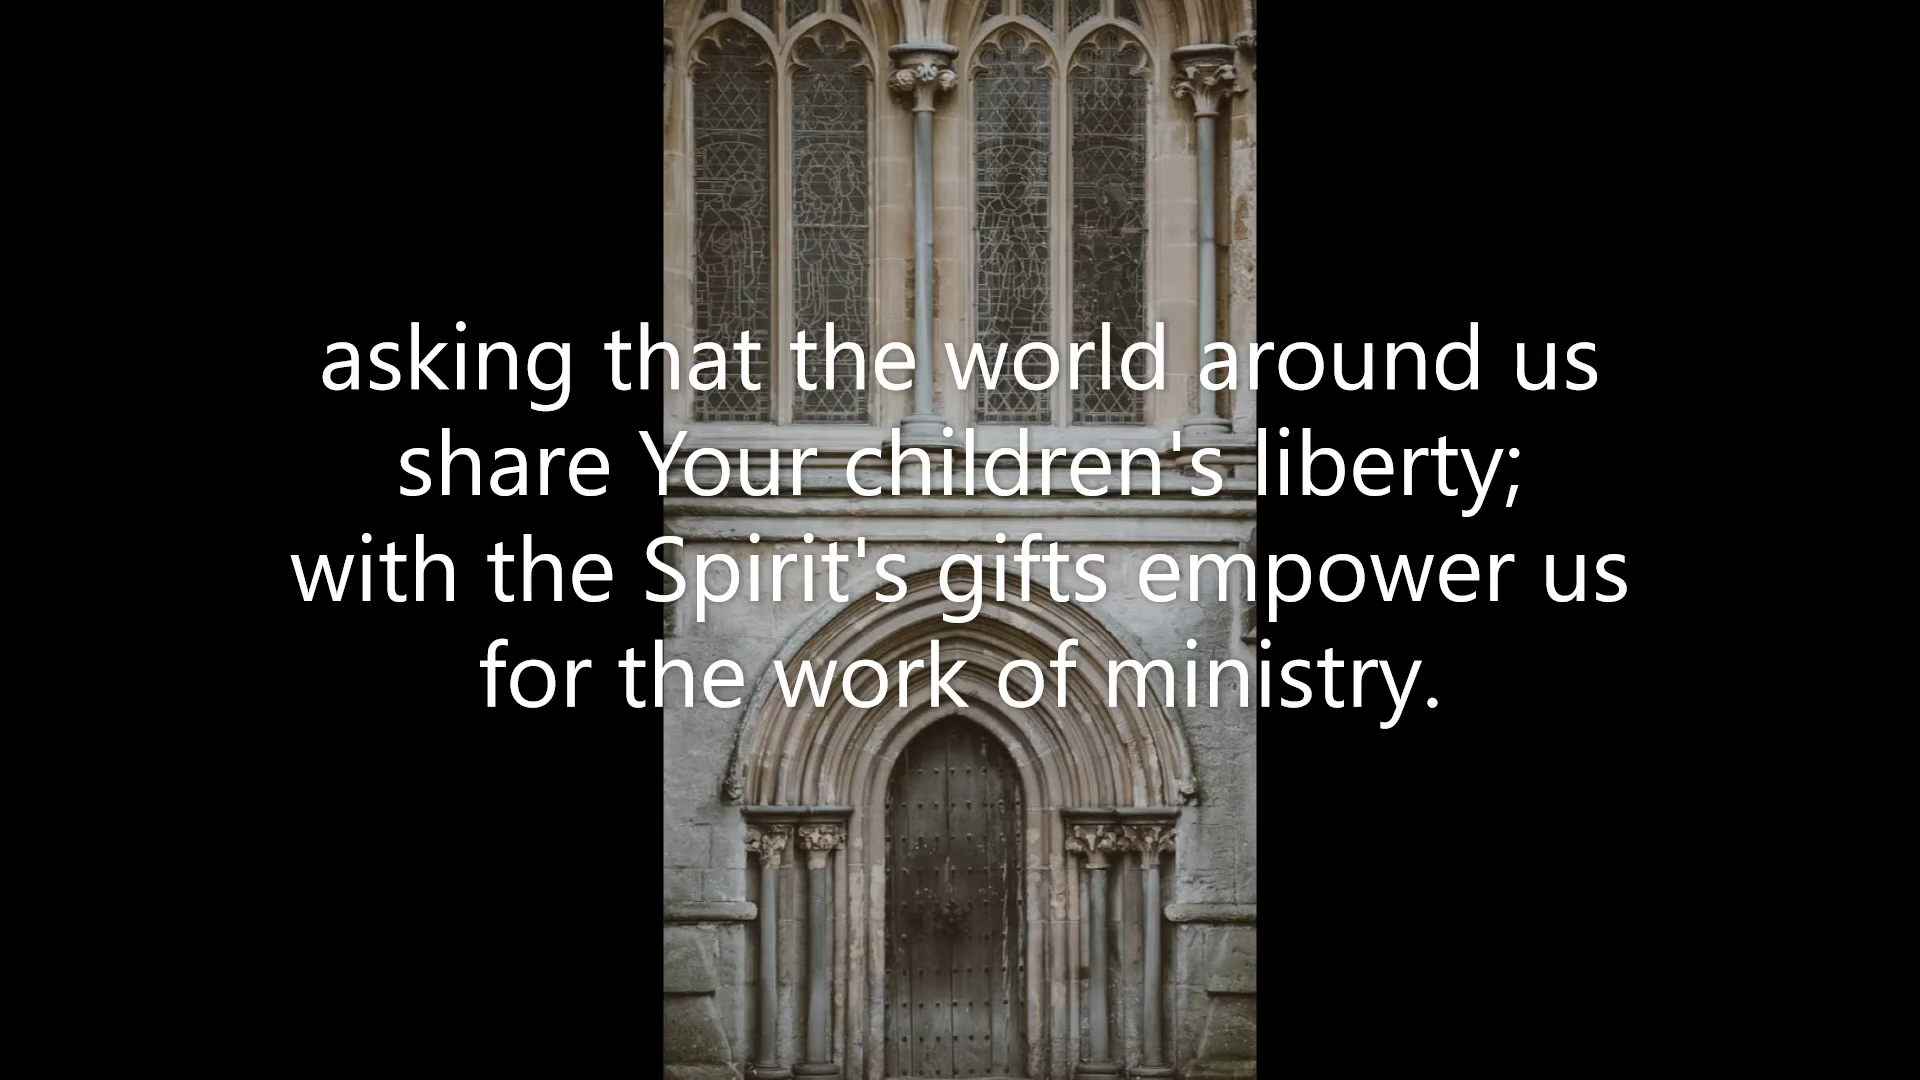 asking that the world around us
share Your children's liberty;
with the Spirit's gifts empower us
for the work of ministry.